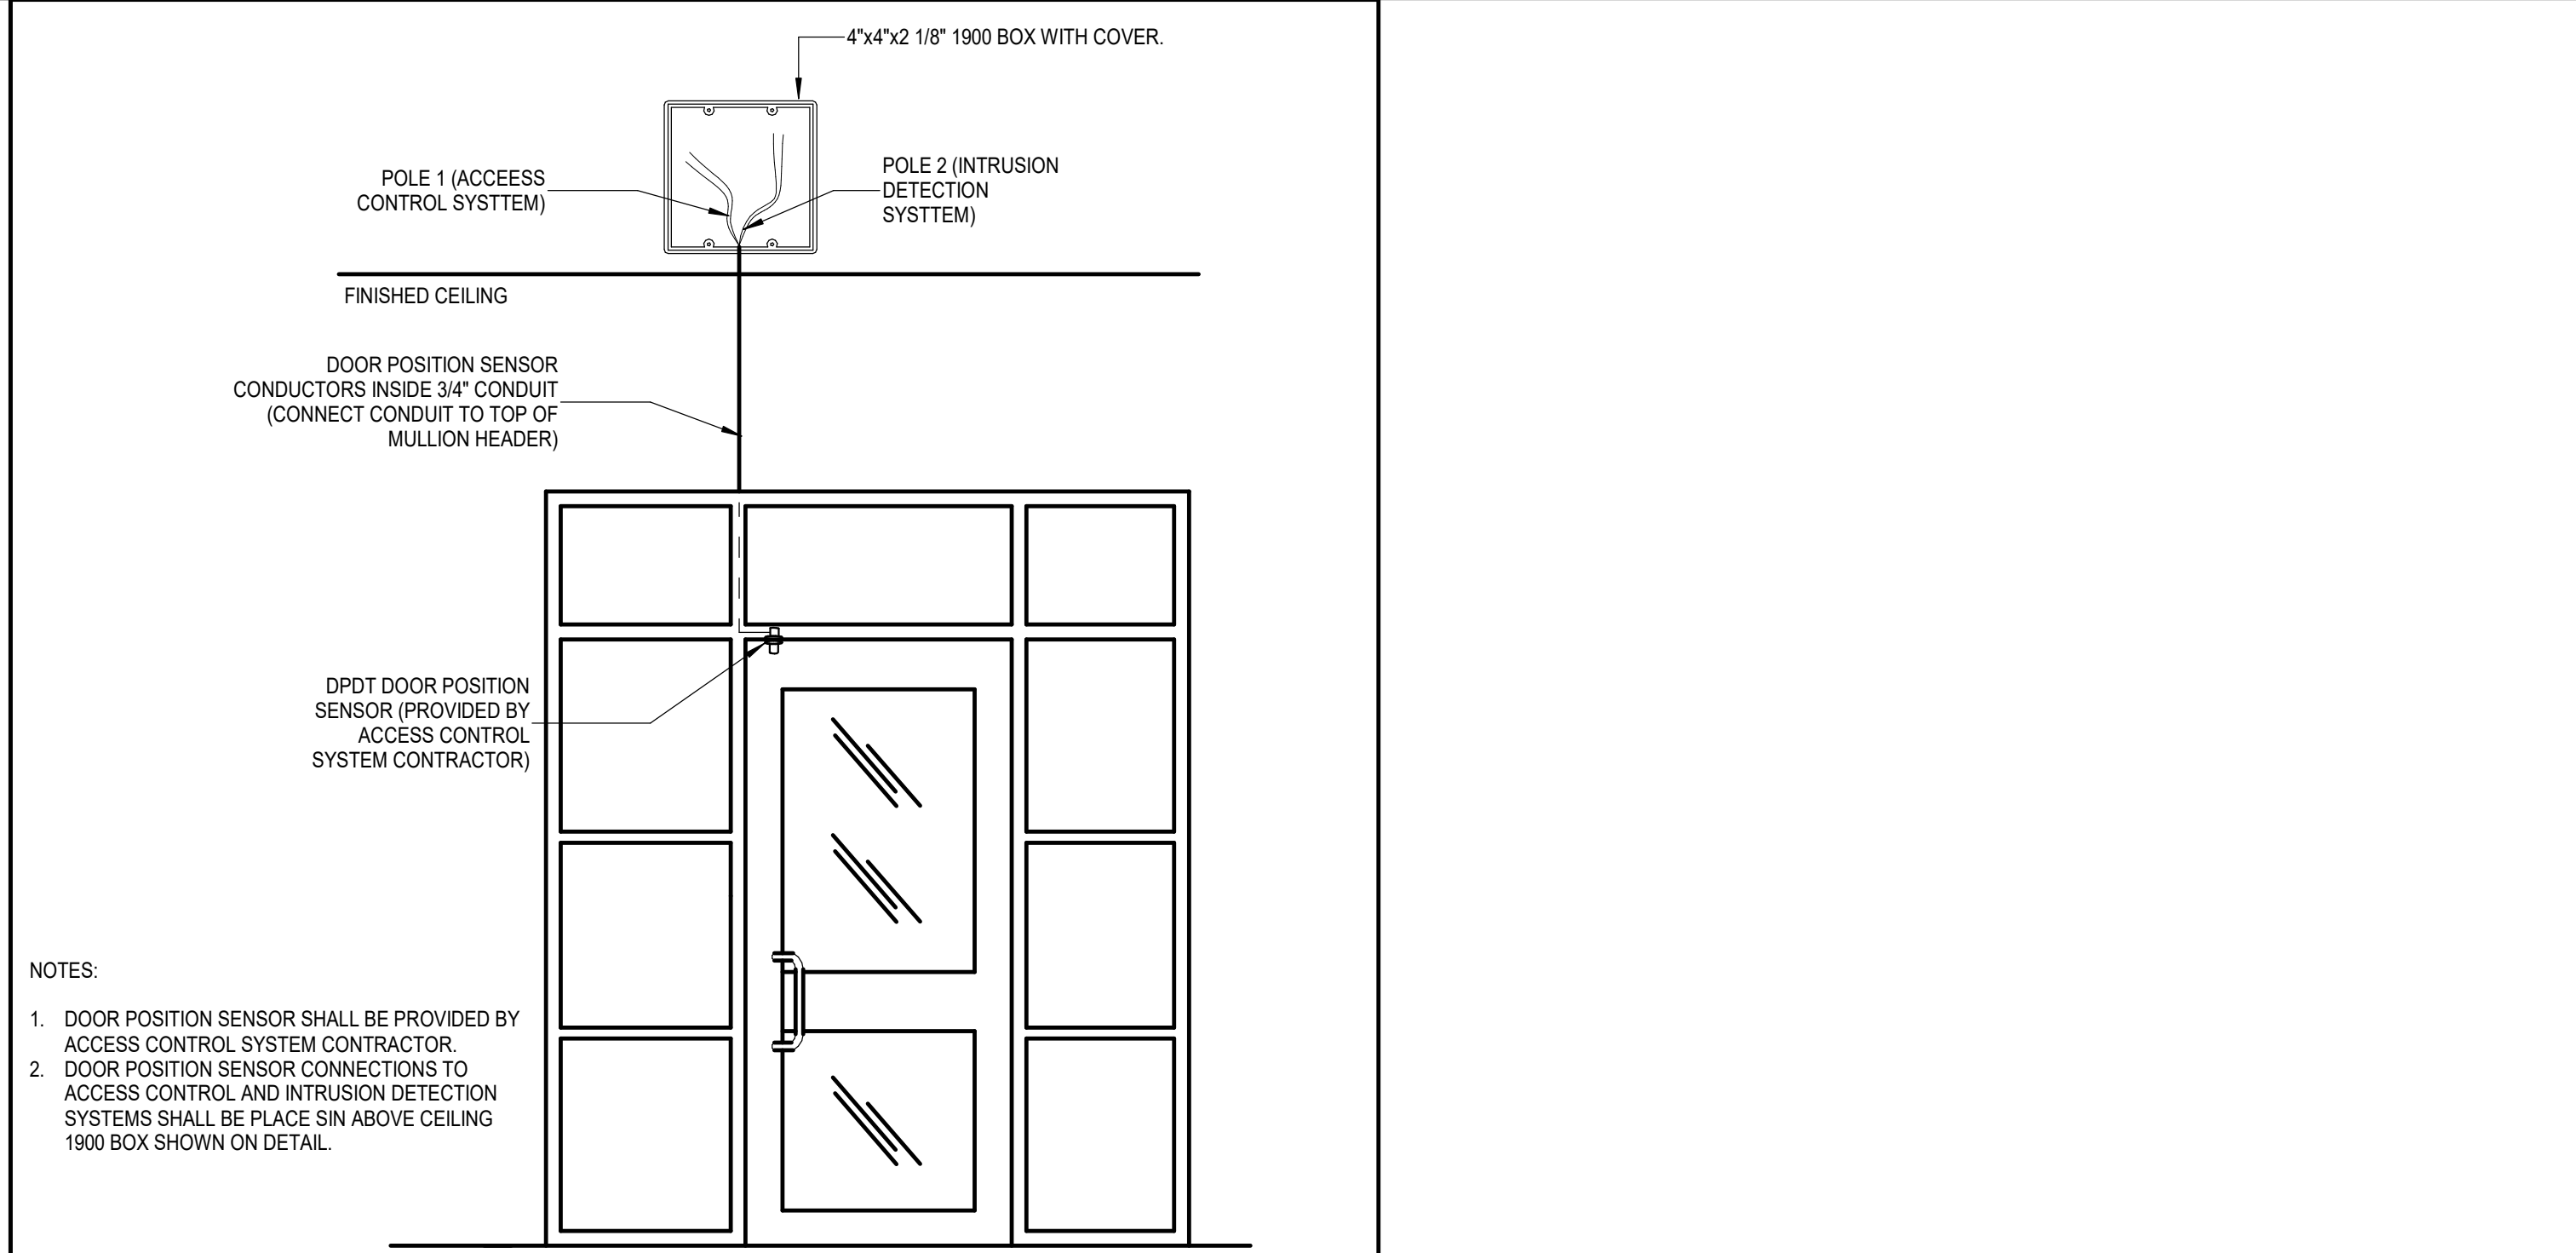 4"x4"x2 1/8" 1900 BOX WITH COVER.
POLE 1 (ACCEESS
CONTROL SYSTTEM)
POLE 2 (INTRUSION
DETECTION
SYSTTEM)
FINISHED CEILING
DOOR POSITION SENSOR
CONDUCTORS INSIDE 3/4" CONDUIT
(CONNECT CONDUIT TO TOP OF
MULLION HEADER)
DPDT DOOR POSITION
SENSOR (PROVIDED BY
ACCESS CONTROL
SYSTEM CONTRACTOR)
NOTES:
1. DOOR POSITION SENSOR SHALL BE PROVIDED BY
ACCESS CONTROL SYSTEM CONTRACTOR.
2. DOOR POSITION SENSOR CONNECTIONS TO
ACCESS CONTROL AND INTRUSION DETECTION
SYSTEMS SHALL BE PLACE SIN ABOVE CEILING
1900 BOX SHOWN ON DETAIL.